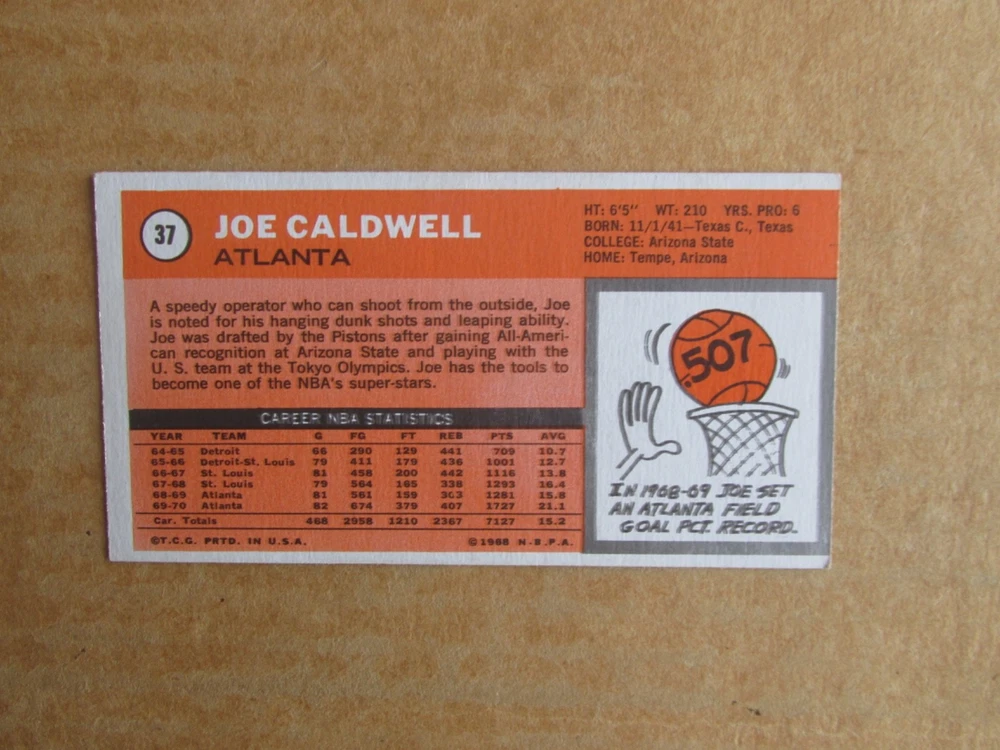 37
JOE CALDWELL
ATLANTA
HT: 6'5" WT: 210 YRS. PRO: 6
BORN: 11/1/41—Texas C., Texas
COLLEGE: Arizona State
HOME: Tempe, Arizona
A speedy operator who can shoot from the outside, Joe
is noted for his hanging dunk shots and leaping ability.
Joe was drafted by the Pistons after gaining All-Ameri-
can recognition at Arizona State and playing with the
U. S. team at the Tokyo Olympics. Joe has the tools to
become one of the NBA's super-stars.
CAREER NBA STATISTICS
YEAR TEAM G FG FT REB PTS AVG
64-65 Detroit 66 290 129 441 709 10.7
65-66 Detroit-St. Louis 79 411 179 436 1001 12.7
66-67 St. Louis 81 458 200 442 1116 13.8
67-68 St. Louis 79 564 165 338 1293 16.4
68-69 Atlanta 81 561 159 303 1281 15.8
69-70 Atlanta 82 674 379 407 1727 21.1
Car. Totals 468 2958 1210 2367 7127 15.2
©T.C.G. PRTD. IN U.S.A. ©1968 N.B.P.A.
.507
IN 1968-69 JOE SET
AN ATLANTA FIELD
GOAL PCT. RECORD.